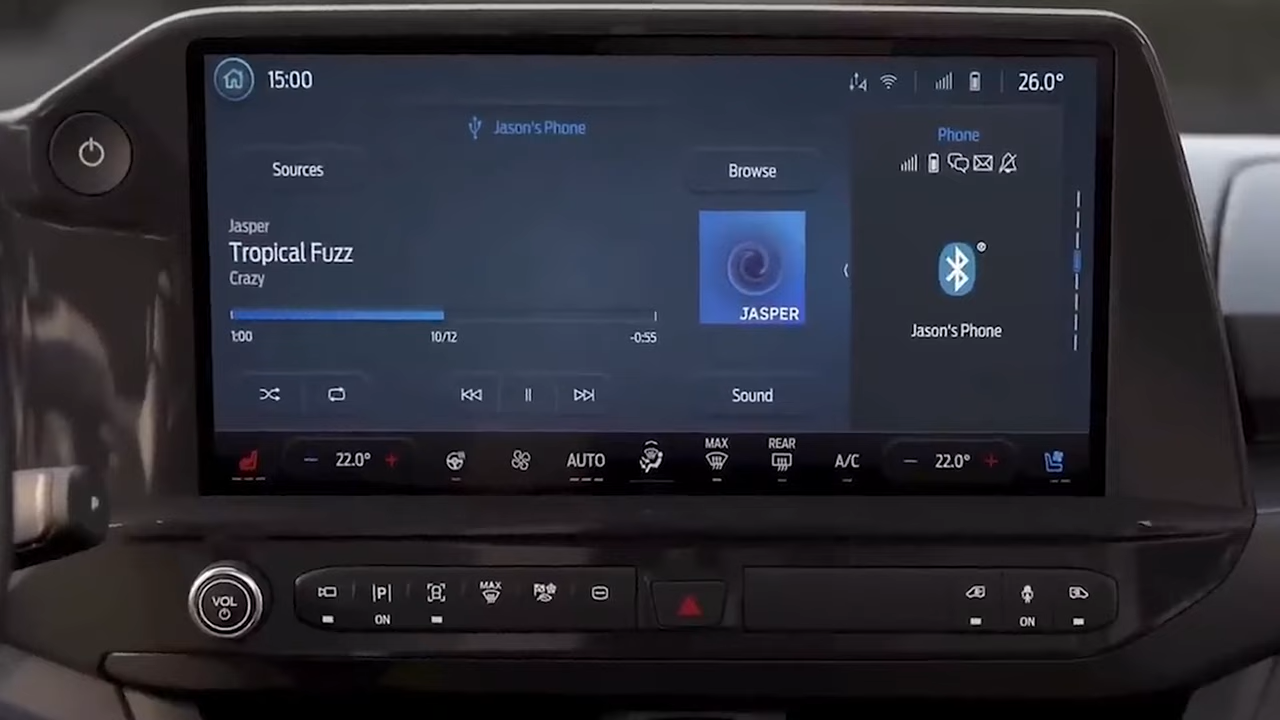 15:00
26.0°
Jason's Phone
Phone
Sources
Browse
Jasper
Tropical Fuzz
Crazy
JASPER
1:00
10/12
-0:55
Jason's Phone
Sound
22.0°
AUTO
MAX
REAR
A/C
22.0°
VOL
P
ON
MAX
ON